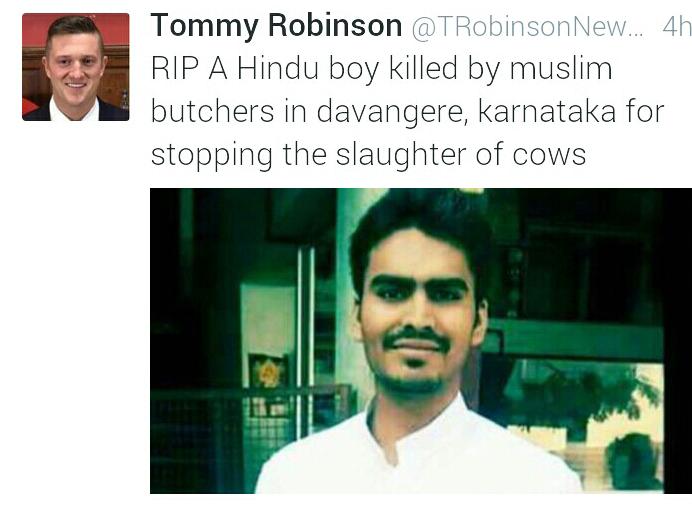 Tommy Robinson @TRobinsonNew... 4h
RIP A Hindu boy killed by muslim
butchers in davangere, karnataka for
stopping the slaughter of cows